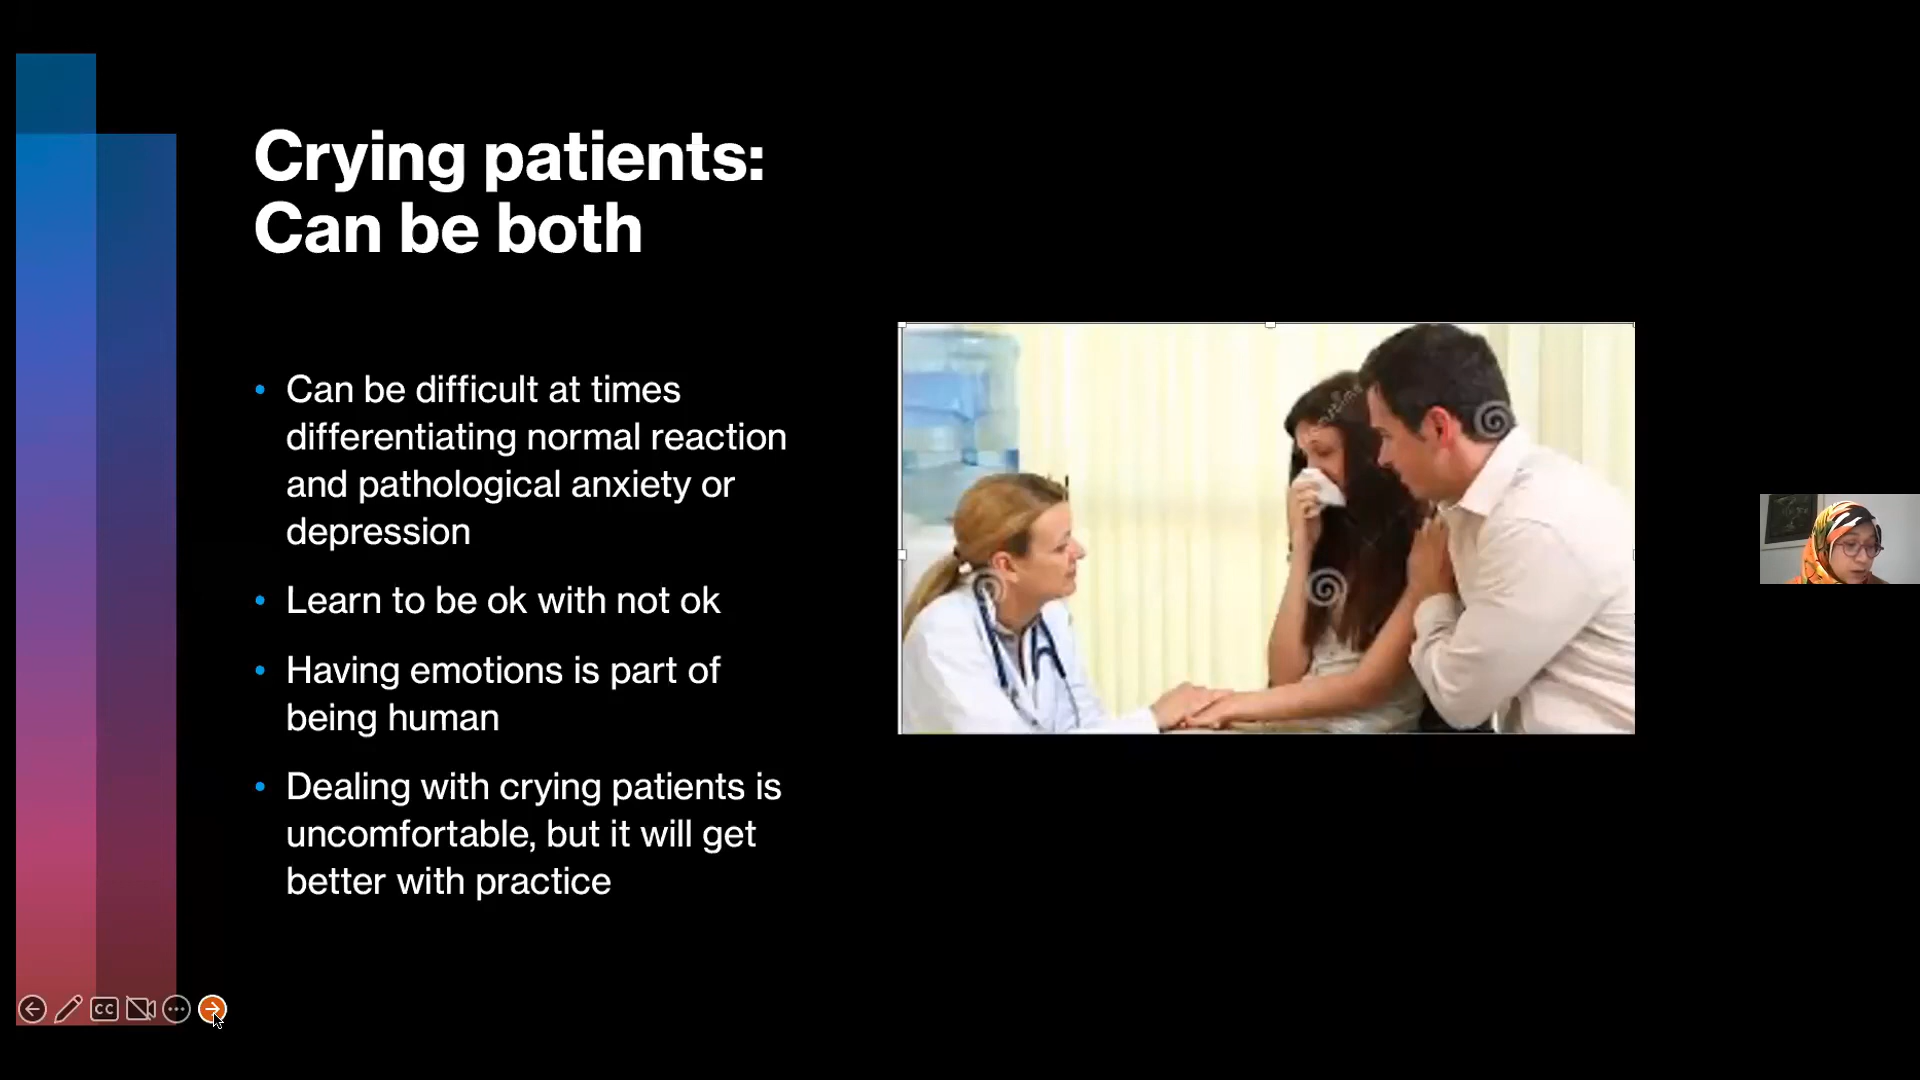 Crying patients:
Can be both
• Can be difficult at times
differentiating normal reaction
and pathological anxiety or
depression
• Learn to be ok with not ok
• Having emotions is part of
being human
• Dealing with crying patients is
uncomfortable, but it will get
better with practice
CC